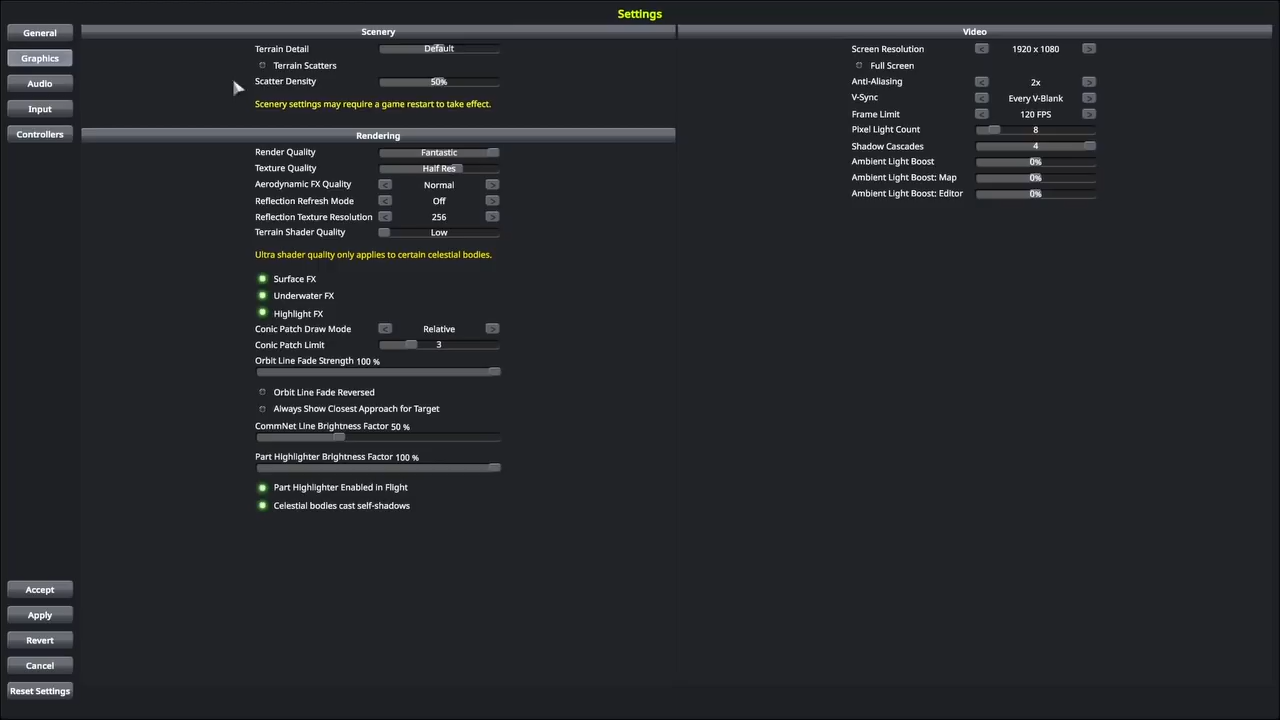 Settings
General
Graphics
Audio
Input
Controllers
Accept
Apply
Revert
Cancel
Reset Settings
Scenery
Terrain Detail Default
Terrain Scatters
Scatter Density 50%
Scenery settings may require a game restart to take effect.
Rendering
Render Quality Fantastic
Texture Quality Half Res
Aerodynamic FX Quality < Normal >
Reflection Refresh Mode < Off >
Reflection Texture Resolution < 256 >
Terrain Shader Quality Low
Ultra shader quality only applies to certain celestial bodies.
Surface FX
Underwater FX
Highlight FX
Conic Patch Draw Mode < Relative >
Conic Patch Limit 3
Orbit Line Fade Strength 100 %
Orbit Line Fade Reversed
Always Show Closest Approach for Target
CommNet Line Brightness Factor 50 %
Part Highlighter Brightness Factor 100 %
Part Highlighter Enabled in Flight
Celestial bodies cast self-shadows
Video
Screen Resolution < 1920 x 1080 >
Full Screen
Anti-Aliasing < 2x >
V-Sync < Every V-Blank >
Frame Limit < 120 FPS >
Pixel Light Count 8
Shadow Cascades 4
Ambient Light Boost 0%
Ambient Light Boost: Map 0%
Ambient Light Boost: Editor 0%